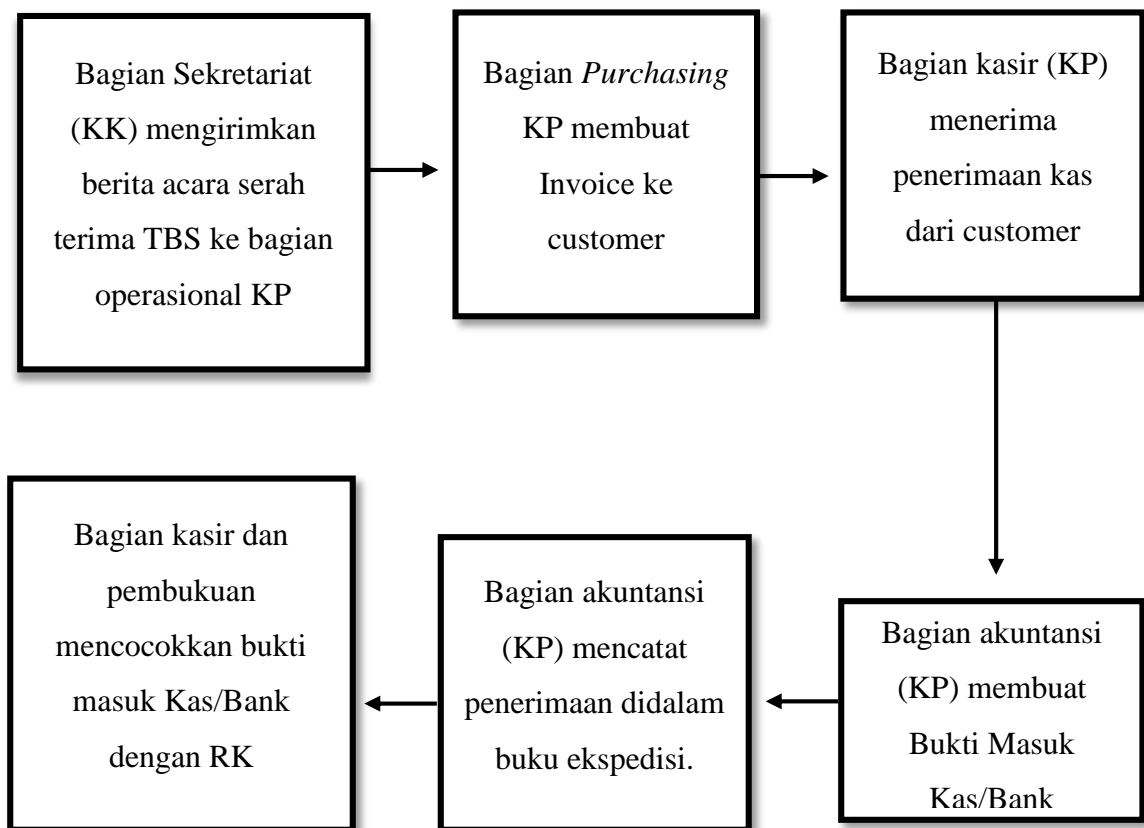 Bagian Sekretariat
(KK) mengirimkan
berita acara serah
terima TBS ke bagian
operasional KP
Bagian Purchasing
KP membuat
Invoice ke
customer
Bagian kasir (KP)
menerima
penerimaan kas
dari customer
Bagian akuntansi
(KP) membuat
Bukti Masuk
Kas/Bank
Bagian akuntansi
(KP) mencatat
penerimaan didalam
buku ekspedisi.
Bagian kasir dan
pembukuan
mencocokkan bukti
masuk Kas/Bank
dengan RK